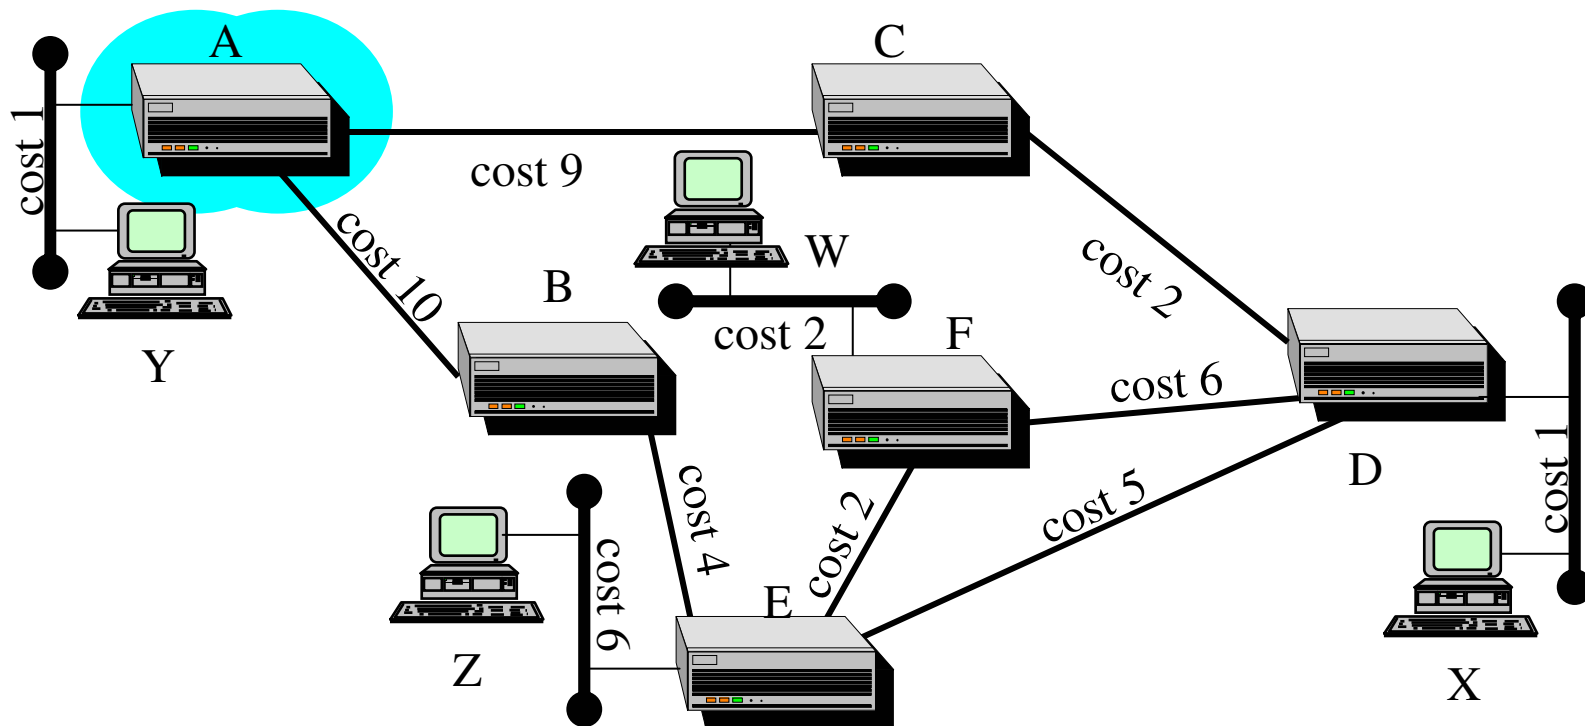 A
C
cost 1
cost 9
cost 10
W
cost 2
B
cost 2
F
Y
cost 6
D
cost 1
cost 4
cost 2
cost 5
E
cost 6
Z
X